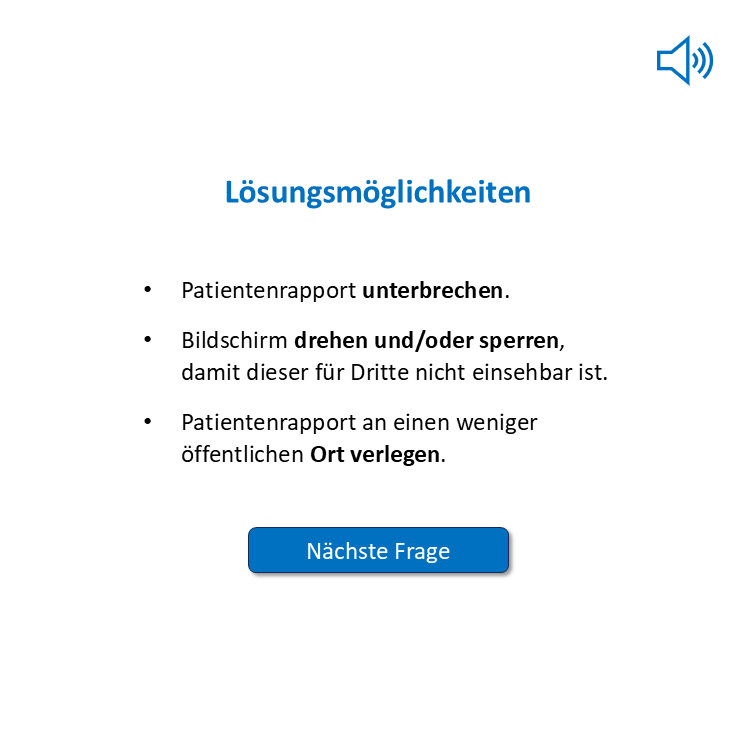 Lösungsmöglichkeiten
• Patientenrapport unterbrechen.
• Bildschirm drehen und/oder sperren,
damit dieser für Dritte nicht einsehbar ist.
• Patientenrapport an einen weniger
öffentlichen Ort verlegen.
Nächste Frage